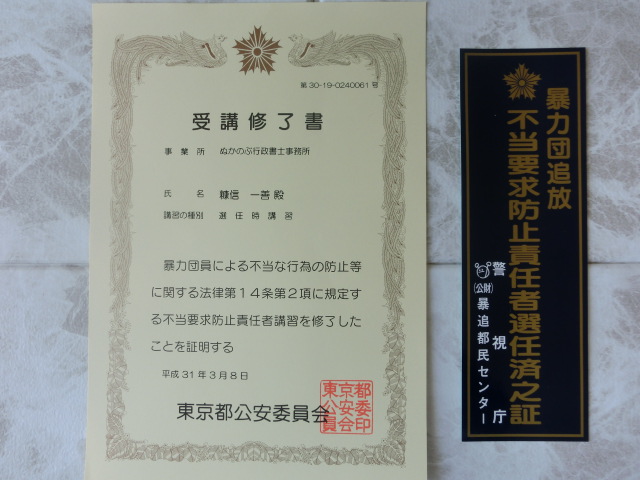 第30-19-0240061号
受講修了書
事業所 ぬかのぶ行政書士事務所
氏名 糠信 一善 殿
講習の種別 選任時講習
暴力団員による不当な行為の防止等
に関する法律第14条第2項に規定す
る不当要求防止責任者講習を修了した
ことを証明する
平成31年3月8日
東京都公安委員会
東京都
公安委
員会印
暴力団追放
不当要求防止責任者選任済之証
警視庁
(公財)暴追都民センター